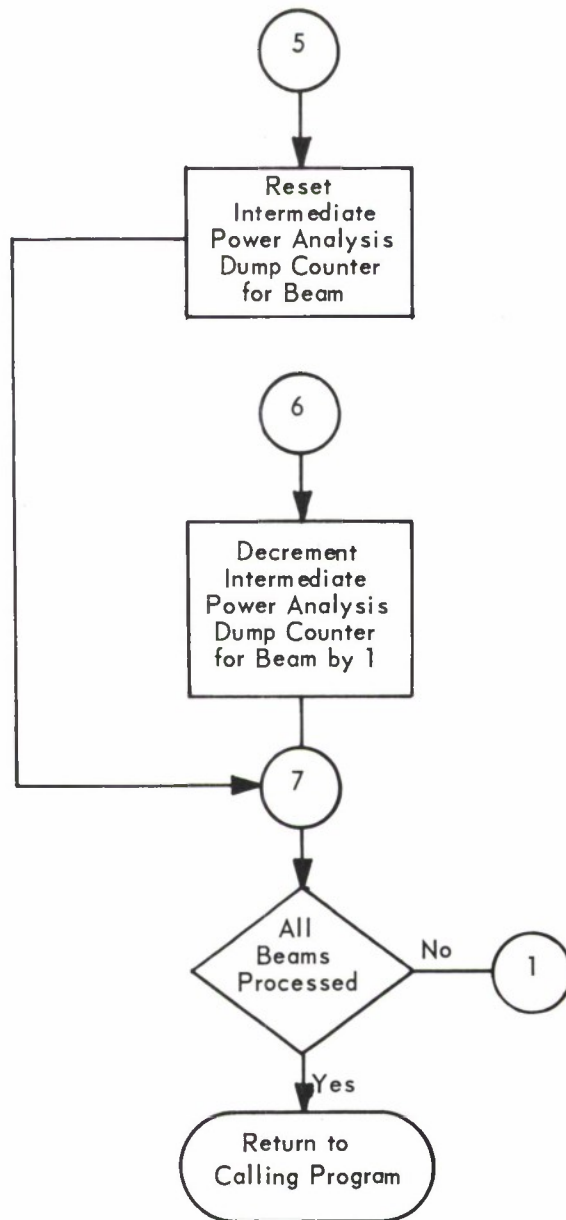 5
Reset
Intermediate
Power Analysis
Dump Counter
for Beam
6
Decrement
Intermediate
Power Analysis
Dump Counter
for Beam by 1
7
All
Beams
Processed
No
1
Yes
Return to
Calling Program